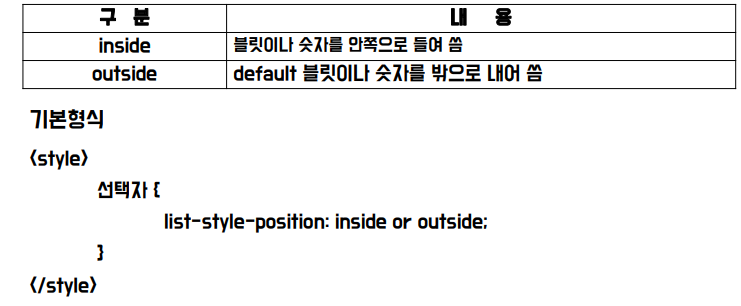 구 분 내 용
inside 블릿이나 숫자를 안쪽으로 들여 씀
outside default 블릿이나 숫자를 밖으로 내어 씀
기본형식
<style>
선택자 {
list-style-position: inside or outside;
}
</style>